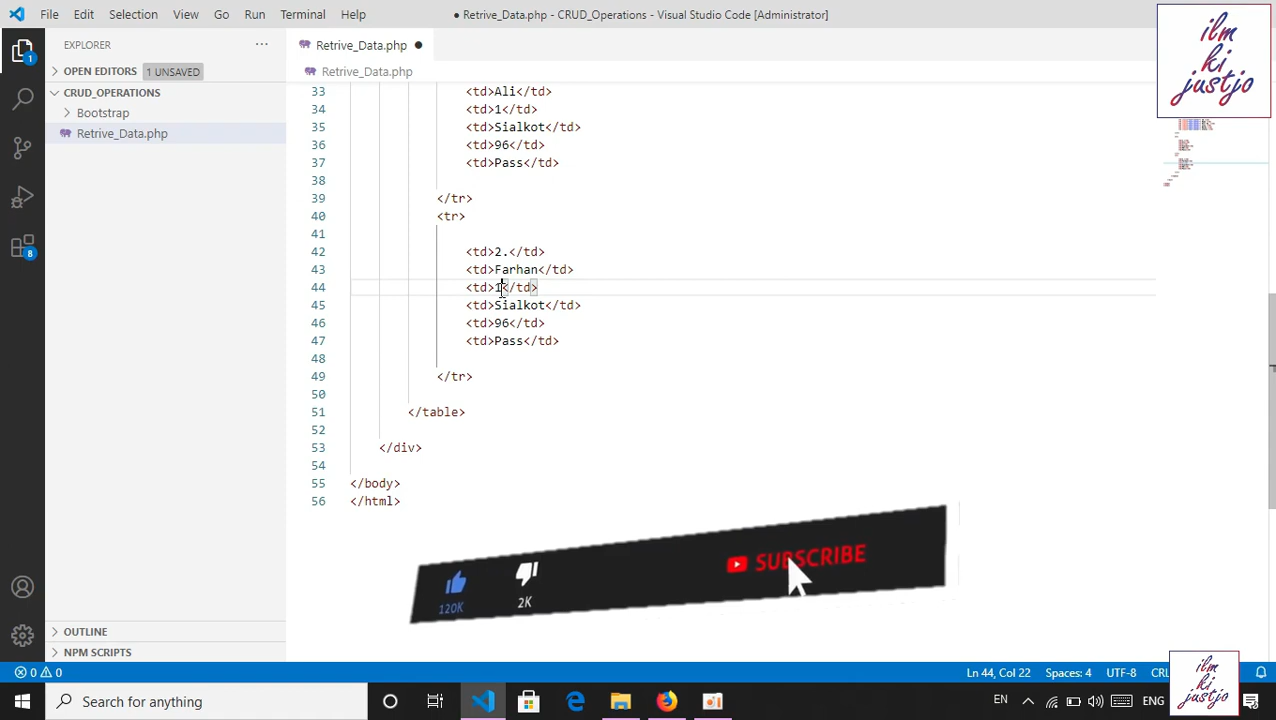 File Edit Selection View Go Run Terminal Help
● Retrive_Data.php - CRUD_Operations - Visual Studio Code [Administrator]
ilm
ki
justjo
EXPLORER ...
Retrive_Data.php ●
OPEN EDITORS 1 UNSAVED
Retrive_Data.php
CRUD_OPERATIONS
Bootstrap
Retrive_Data.php
33 <td>Ali</td>
34 <td>1</td>
35 <td>Sialkot</td>
36 <td>96</td>
37 <td>Pass</td>
38
39 </tr>
40 <tr>
41
42 <td>2.</td>
43 <td>Farhan</td>
44 <td>1</td>
45 <td>Sialkot</td>
46 <td>96</td>
47 <td>Pass</td>
48
49 </tr>
50
51 </table>
52
53 </div>
54
55 </body>
56 </html>
1
8
120K
2K
SUBSCRIBE
OUTLINE
NPM SCRIPTS
0 0
Ln 44, Col 22 Spaces: 4 UTF-8
ilm
ki
justjo
Search for anything
EN
ENG